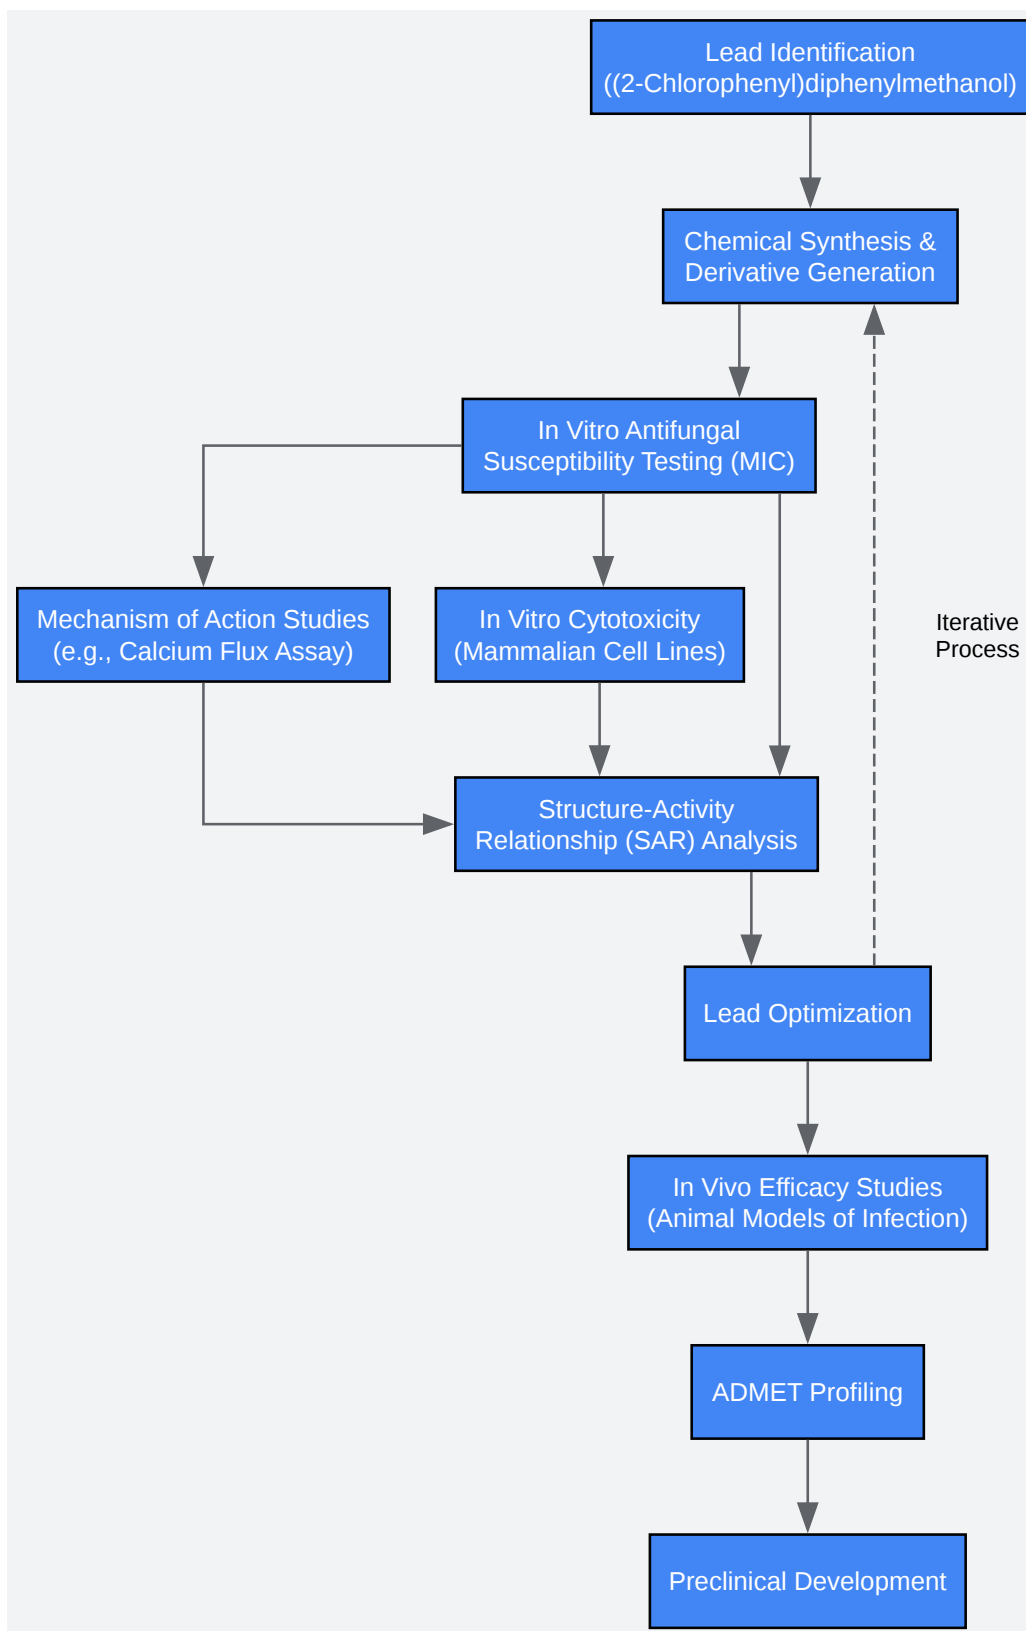 Lead Identification
((2-Chlorophenyl)diphenylmethanol)
Chemical Synthesis &
Derivative Generation
In Vitro Antifungal
Susceptibility Testing (MIC)
Mechanism of Action Studies
(e.g., Calcium Flux Assay)
In Vitro Cytotoxicity
(Mammalian Cell Lines)
Iterative
Process
Structure-Activity
Relationship (SAR) Analysis
Lead Optimization
In Vivo Efficacy Studies
(Animal Models of Infection)
ADMET Profiling
Preclinical Development